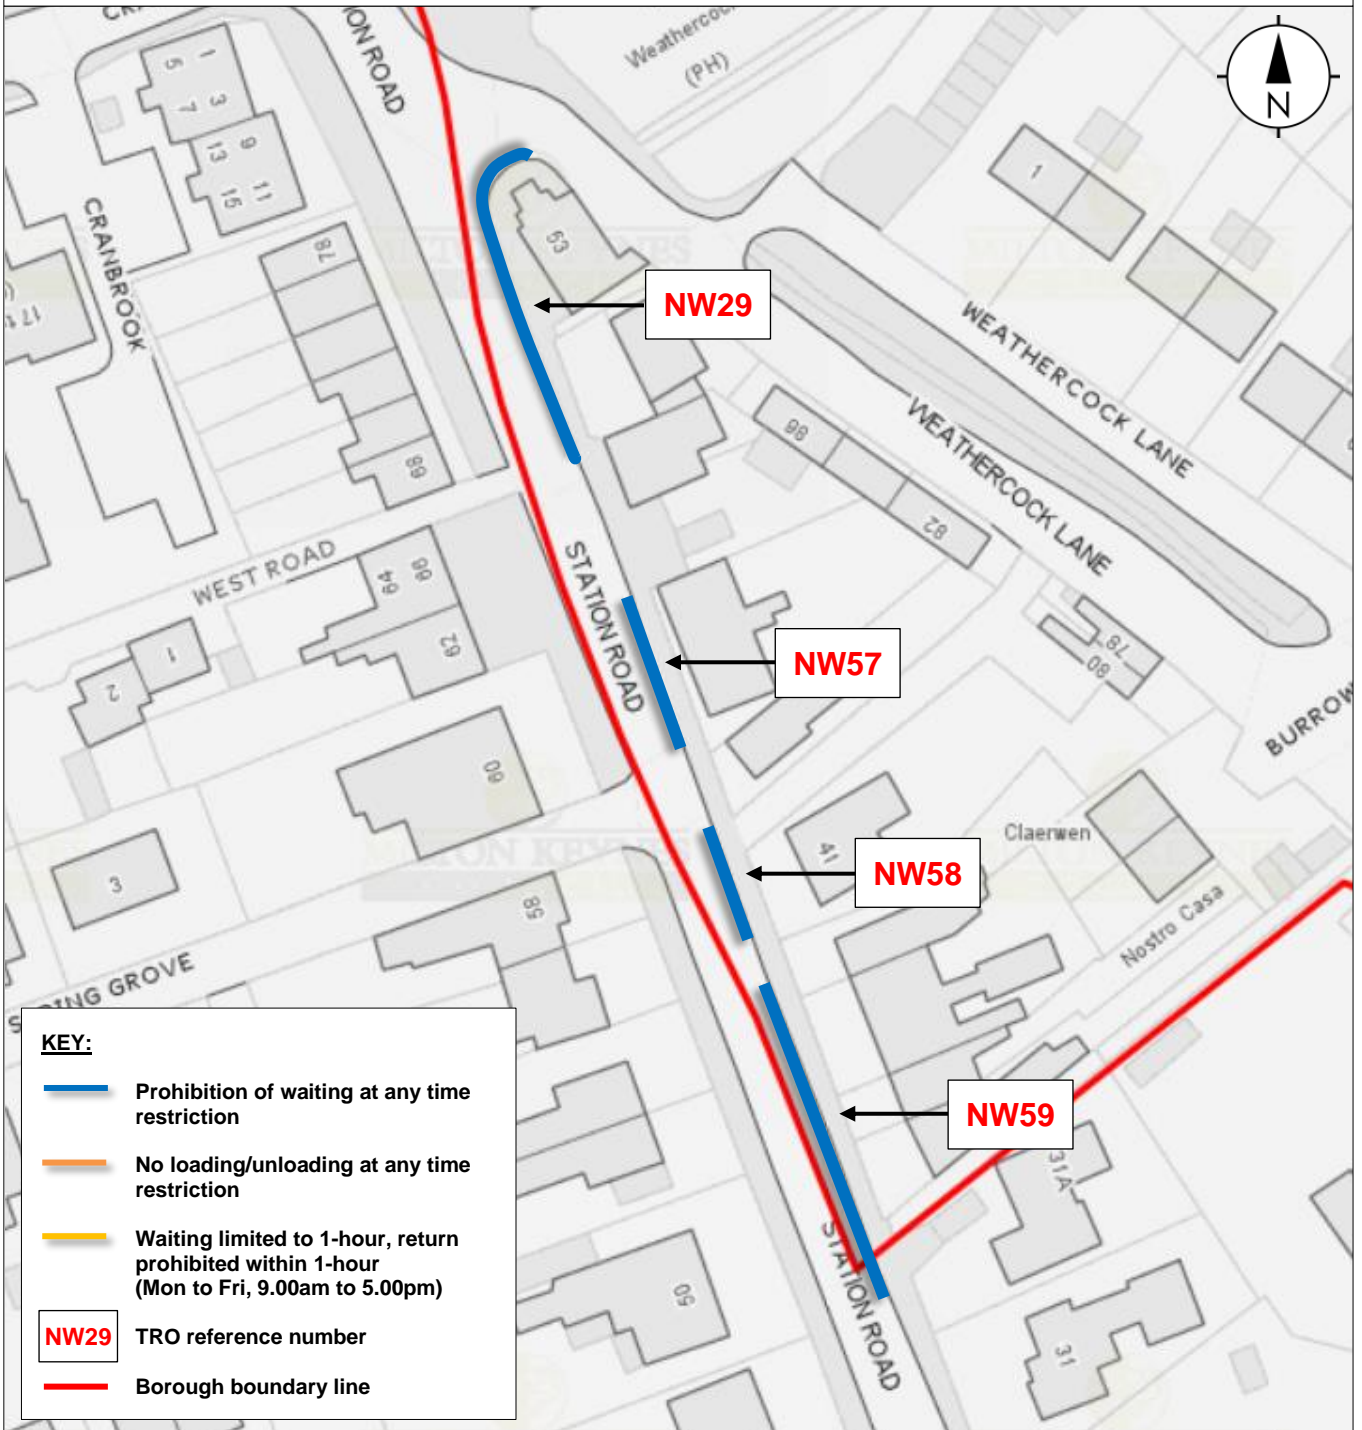 ION ROAD
Weathercoc
(PH)
N
1
3
5
7
9
11
13
15
CRANBROOK
78
53
1
NW29
WEATHERCOCK LANE
WEATHERCOCK LANE
68
86
82
WEST ROAD
66
64
62
STATION ROAD
1
2
NW57
78
80
BURROW
60
41
Claerwen
NW58
3
58
Nostro Casa
NG GROVE
KEY:
Prohibition of waiting at any time
restriction
No loading/unloading at any time
restriction
Waiting limited to 1-hour, return
prohibited within 1-hour
(Mon to Fri, 9.00am to 5.00pm)
NW29 TRO reference number
Borough boundary line
NW59
31A
50
STATION ROAD
31